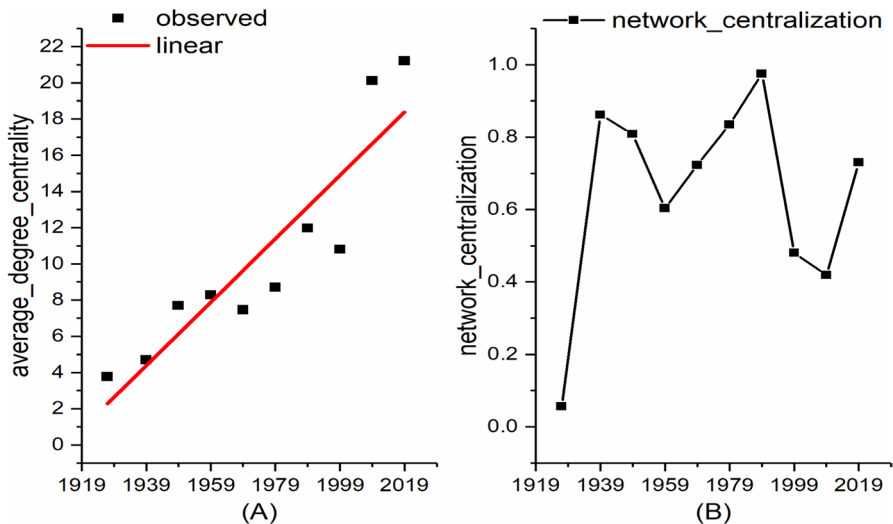 observed
linear
22
20
18
16
14
12
10
8
6
4
2
0
average_degree_centrality
1919 1939 1959 1979 1999 2019
(A)
network_centralization
1.0
0.8
0.6
0.4
0.2
0.0
network_centralization
1919 1939 1959 1979 1999 2019
(B)